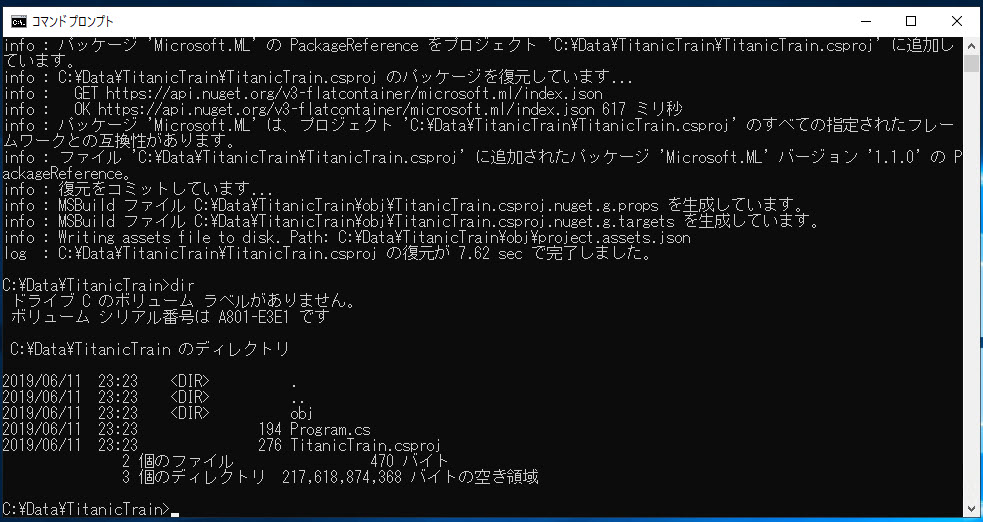 コマンド プロンプト
info : パッケージ 'Microsoft.ML' の PackageReference をプロジェクト 'C:¥Data¥TitanicTrain¥TitanicTrain.csproj' に追加し
ています。
info : C:¥Data¥TitanicTrain¥TitanicTrain.csproj のパッケージを復元しています...
info :   GET https://api.nuget.org/v3-flatcontainer/microsoft.ml/index.json
info :   OK https://api.nuget.org/v3-flatcontainer/microsoft.ml/index.json 617 ミリ秒
info : パッケージ 'Microsoft.ML' は、プロジェクト 'C:¥Data¥TitanicTrain¥TitanicTrain.csproj' のすべての指定されたフレー
ムワークとの互換性があります。
info : ファイル 'C:¥Data¥TitanicTrain¥TitanicTrain.csproj' に追加されたパッケージ 'Microsoft.ML' バージョン '1.1.0' の P
ackageReference。
info : 復元をコミットしています...
info : MSBuild ファイル C:¥Data¥TitanicTrain¥obj¥TitanicTrain.csproj.nuget.g.props を生成しています。
info : MSBuild ファイル C:¥Data¥TitanicTrain¥obj¥TitanicTrain.csproj.nuget.g.targets を生成しています。
info : Writing assets file to disk. Path: C:¥Data¥TitanicTrain¥obj¥project.assets.json
log  : C:¥Data¥TitanicTrain¥TitanicTrain.csproj の復元が 7.62 sec で完了しました。
C:¥Data¥TitanicTrain>dir
 ドライブ C のボリューム ラベルがありません。
 ボリューム シリアル番号は A801-E3E1 です
 C:¥Data¥TitanicTrain のディレクトリ
2019/06/11  23:23    <DIR>          .
2019/06/11  23:23    <DIR>          ..
2019/06/11  23:23    <DIR>          obj
2019/06/11  23:23               194 Program.cs
2019/06/11  23:23               276 TitanicTrain.csproj
               2 個のファイル                 470 バイト
               3 個のディレクトリ  217,618,874,368 バイトの空き領域
C:¥Data¥TitanicTrain>